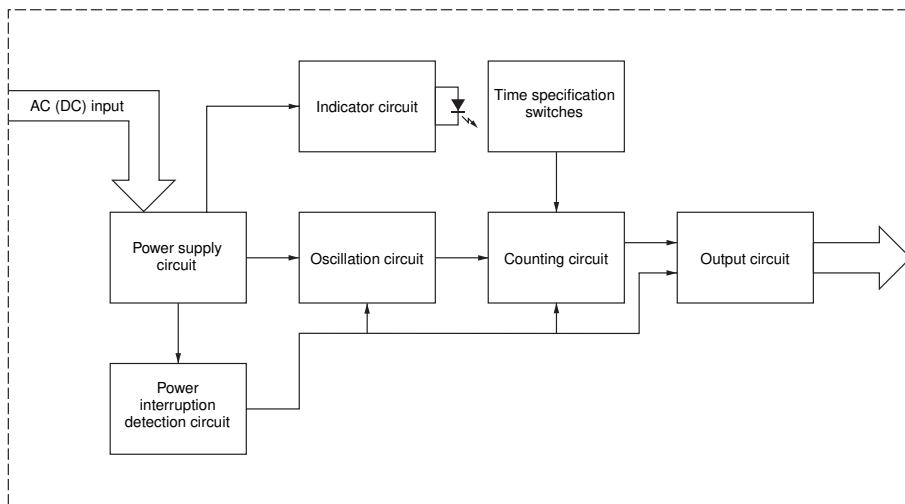 AC (DC) input
Indicator circuit
Time specification
switches
Power supply
circuit
Oscillation circuit
Counting circuit
Output circuit
Power
interruption
detection circuit